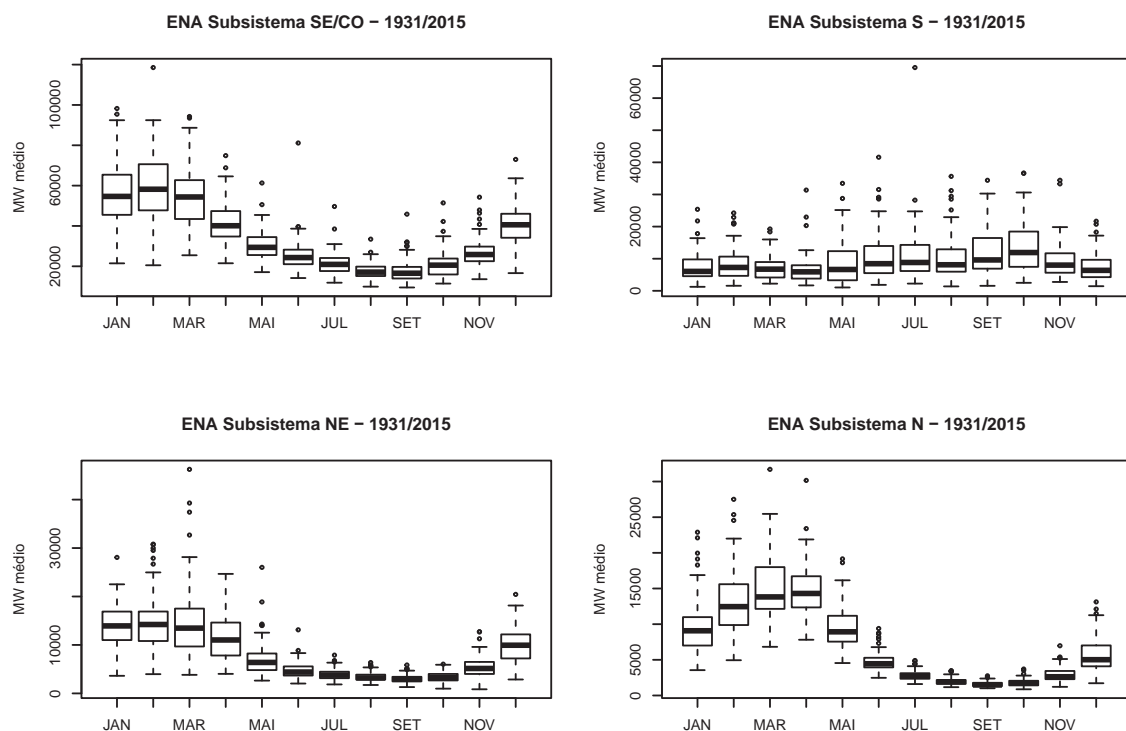 ENA Subsistema SE/CO − 1931/2015
MW médio
100000
60000
20000
JAN MAR MAI JUL SET NOV
ENA Subsistema S − 1931/2015
MW médio
60000
40000
20000
0
JAN MAR MAI JUL SET NOV
ENA Subsistema NE − 1931/2015
MW médio
30000
10000
0
JAN MAR MAI JUL SET NOV
ENA Subsistema N − 1931/2015
MW médio
25000
15000
5000
0
JAN MAR MAI JUL SET NOV